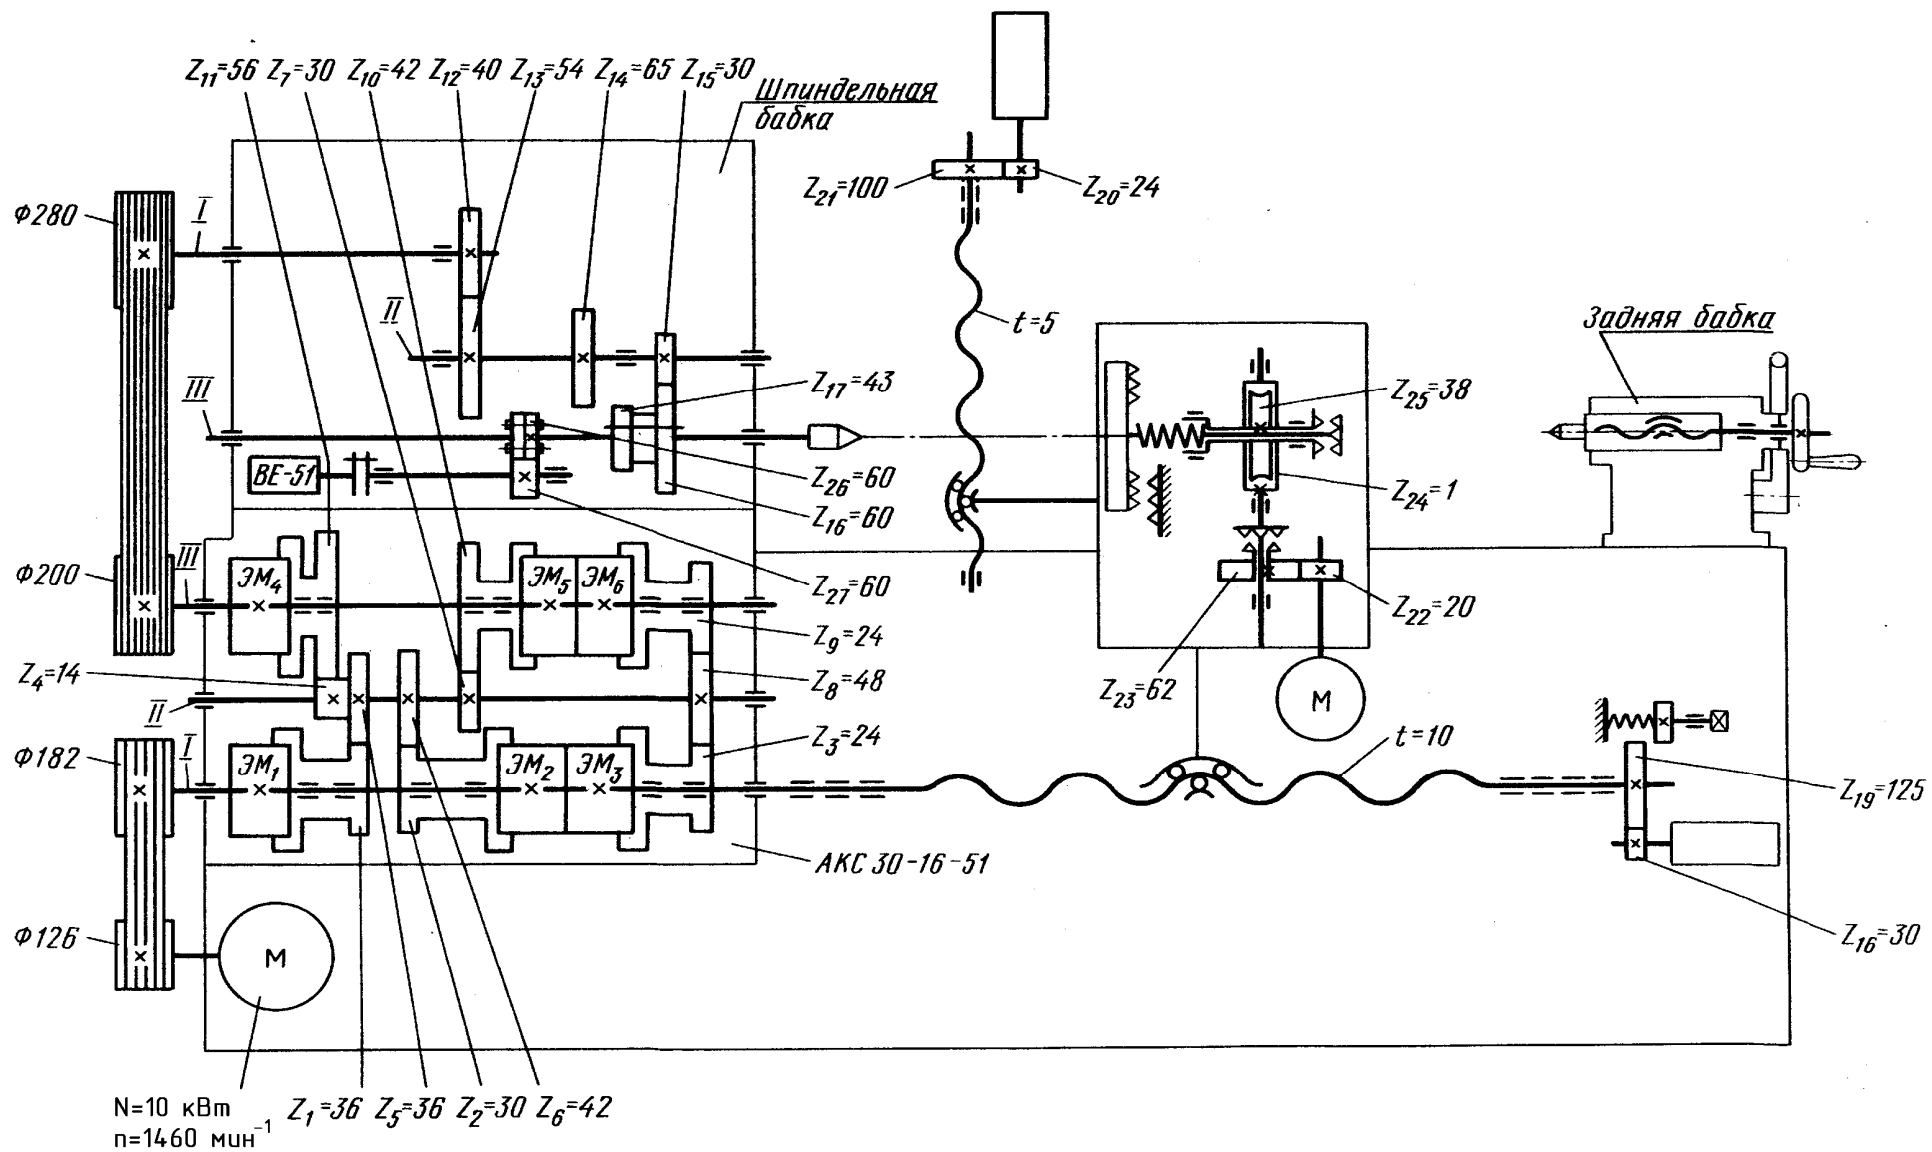 Z11=56 Z7=30 Z10=42 Z12=40 Z13=54 Z14=65 Z15=30
Шпиндельная
бабка
Z21=100
Z20=24
Ф280
I
II
III
t=5
Задняя бабка
Z17=43
Z25=38
ВЕ-51
Z26=60
Z24=1
Z16=60
Ф200
III
ЭМ4
ЭМ5
ЭМ6
Z27=60
Z22=20
Z9=24
Z4=14
Z8=48
Z23=62
М
II
Z3=24
t=10
Ф182
I
ЭМ1
ЭМ2
ЭМ3
Z19=125
АКС 30-16-51
Ф126
М
Z16=30
N=10 кВт
n=1460 мин⁻¹
Z1=36 Z5=36 Z2=30 Z6=42